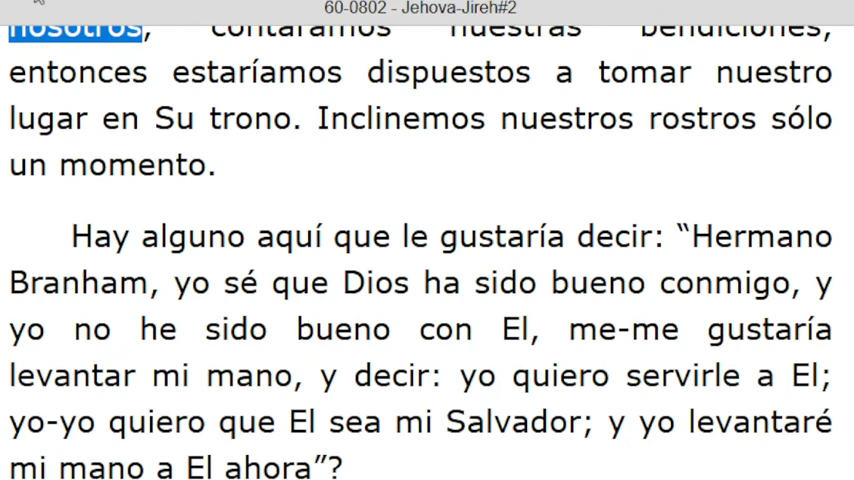 60-0802 - Jehova-Jireh#2
nosotros, contáramos nuestras bendiciones,
entonces estaríamos dispuestos a tomar nuestro
lugar en Su trono. Inclinemos nuestros rostros sólo
un momento.
Hay alguno aquí que le gustaría decir: “Hermano
Branham, yo sé que Dios ha sido bueno conmigo, y
yo no he sido bueno con El, me-me gustaría
levantar mi mano, y decir: yo quiero servirle a El;
yo-yo quiero que El sea mi Salvador; y yo levantaré
mi mano a El ahora”?